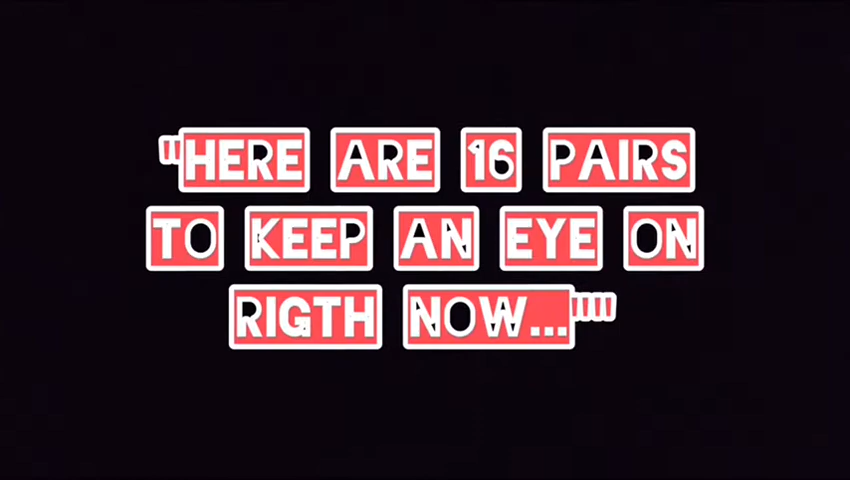 "HERE ARE 16 PAIRS
TO KEEP AN EYE ON
RIGTH NOW...""